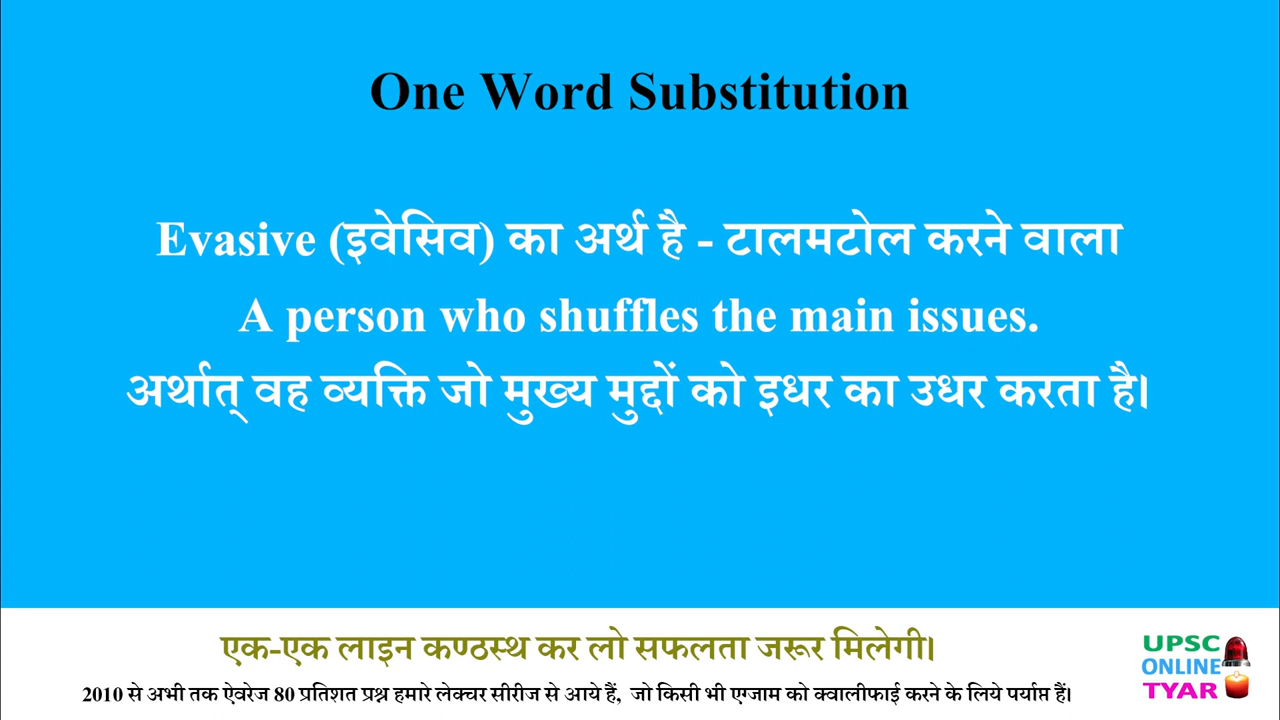 One Word Substitution
Evasive (इवेसिव) का अर्थ है - टालमटोल करने वाला
A person who shuffles the main issues.
अर्थात् वह व्यक्ति जो मुख्य मुद्दों को इधर का उधर करता है।
एक-एक लाइन कण्ठस्थ कर लो सफलता जरूर मिलेगी।
2010 से अभी तक ऐवरेज 80 प्रतिशत प्रश्न हमारे लेक्चर सीरीज से आये हैं, जो किसी भी एग्जाम को क्वालीफाई करने के लिये पर्याप्त हैं।
UPSC
ONLINE
TYAR